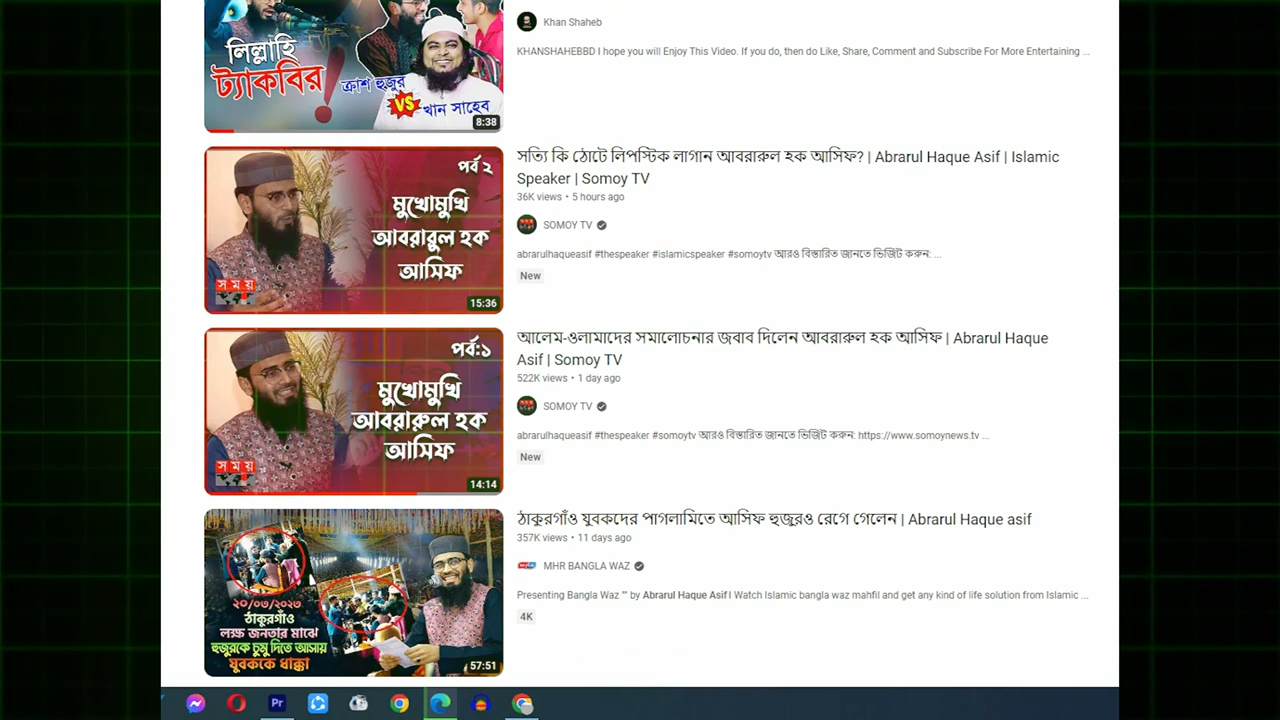 লিল্লাহি
ট্যাকবির
ক্রাশ হুজুর
VS
খান সাহেব
8:38
Khan Shaheb
KHANSHAHEBBD I hope you will Enjoy This Video. If you do, then do Like, Share, Comment and Subscribe For More Entertaining ...
পর্ব ২
মুখোমুখি
আবরারুল হক
আসিফ
সময়
15:36
সত্যি কি ঠোটে লিপস্টিক লাগান আবরারুল হক আসিফ? | Abrarul Haque Asif | Islamic
Speaker | Somoy TV
36K views • 5 hours ago
SOMOY TV
abrarulhaqueasif #thespeaker #islamicspeaker #somoytv আরও বিস্তারিত জানতে ভিজিট করুন: ...
New
পর্ব:১
মুখোমুখি
আবরারুল হক
আসিফ
সময়
14:14
আলেম-ওলামাদের সমালোচনার জবাব দিলেন আবরারুল হক আসিফ | Abrarul Haque
Asif | Somoy TV
522K views • 1 day ago
SOMOY TV
abrarulhaqueasif #thespeaker #somoytv আরও বিস্তারিত জানতে ভিজিট করুন: https://www.somoynews.tv ...
New
২০/০৩/২০২৩
ঠাকুরগাঁও
লক্ষ জনতার মাঝে
হুজুরকে চুমু দিতে আসায়
যুবককে ধাক্কা
57:51
ঠাকুরগাঁও যুবকদের পাগলামিতে আসিফ হুজুরও রেগে গেলেন | Abrarul Haque asif
357K views • 11 days ago
MHR BANGLA WAZ
Presenting Bangla Waz "" by Abrarul Haque Asif l Watch Islamic bangla waz mahfil and get any kind of life solution from Islamic ...
4K
Pr